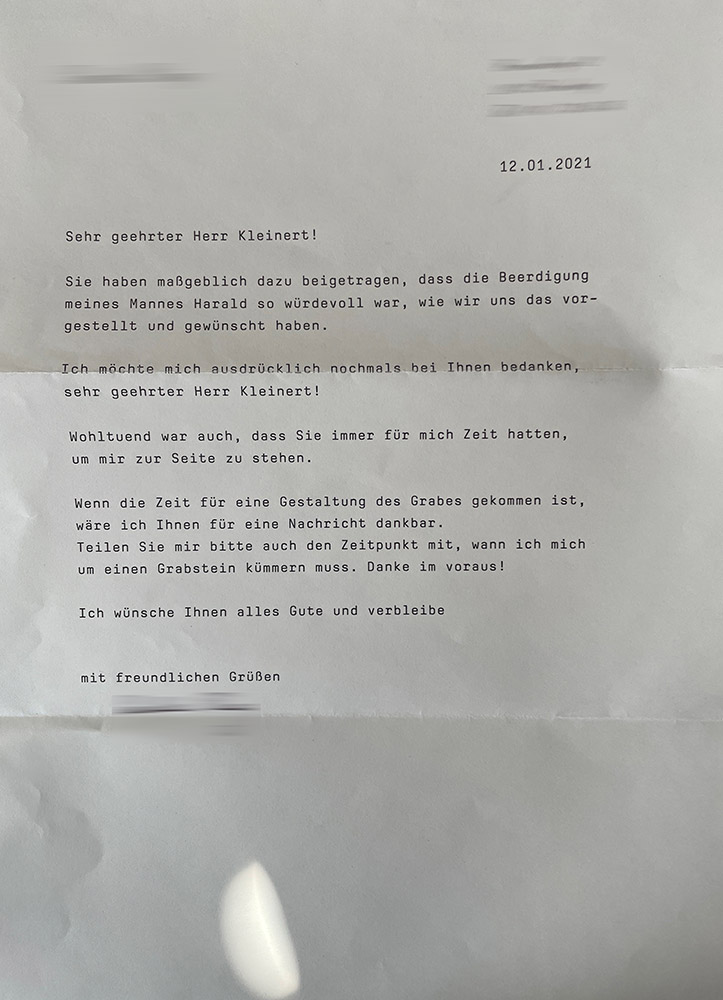 12.01.2021
Sehr geehrter Herr Kleinert!
Sie haben maßgeblich dazu beigetragen, dass die Beerdigung
meines Mannes Harald so würdevoll war, wie wir uns das vor-
gestellt und gewünscht haben.
Ich möchte mich ausdrücklich nochmals bei Ihnen bedanken,
sehr geehrter Herr Kleinert!
Wohltuend war auch, dass Sie immer für mich Zeit hatten,
um mir zur Seite zu stehen.
Wenn die Zeit für eine Gestaltung des Grabes gekommen ist,
wäre ich Ihnen für eine Nachricht dankbar.
Teilen Sie mir bitte auch den Zeitpunkt mit, wann ich mich
um einen Grabstein kümmern muss. Danke im voraus!
Ich wünsche Ihnen alles Gute und verbleibe
mit freundlichen Grüßen